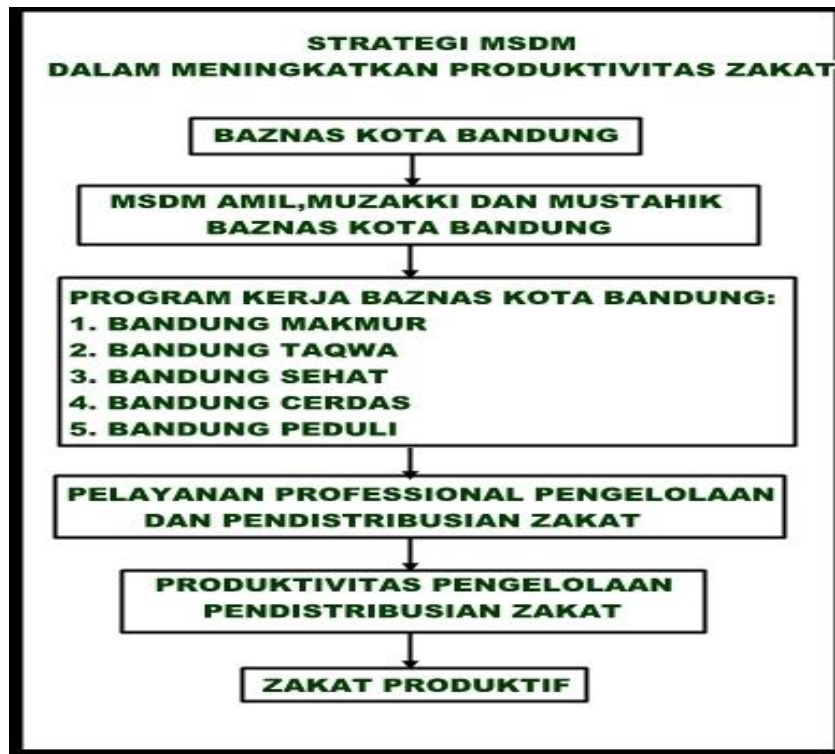 STRATEGI MSDM
DALAM MENINGKATKAN PRODUKTIVITAS ZAKAT
BAZNAS KOTA BANDUNG
MSDM AMIL,MUZAKKI DAN MUSTAHIK
BAZNAS KOTA BANDUNG
PROGRAM KERJA BAZNAS KOTA BANDUNG:
1. BANDUNG MAKMUR
2. BANDUNG TAQWA
3. BANDUNG SEHAT
4. BANDUNG CERDAS
5. BANDUNG PEDULI
PELAYANAN PROFESSIONAL PENGELOLAAN
DAN PENDISTRIBUSIAN ZAKAT
PRODUKTIVITAS PENGELOLAAN
PENDISTRIBUSIAN ZAKAT
ZAKAT PRODUKTIF